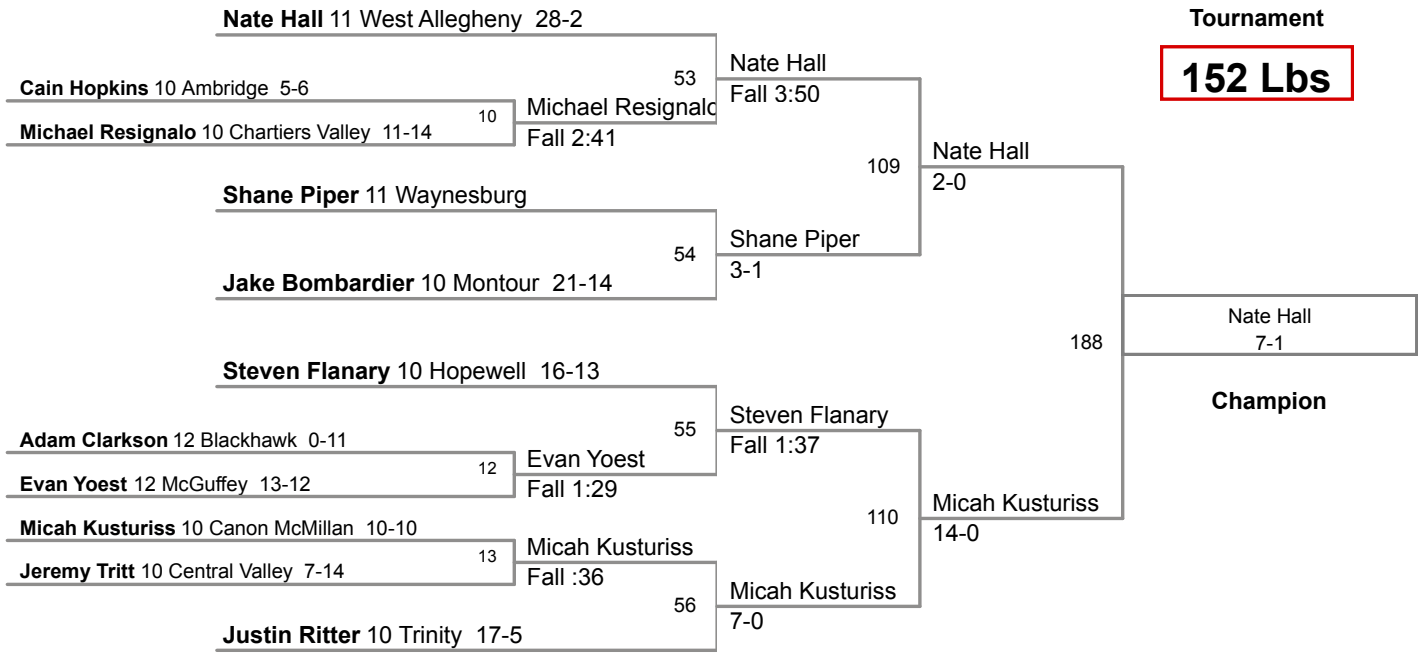 Nate Hall 11 West Allegheny 28-2
Tournament
152 Lbs
Cain Hopkins 10 Ambridge 5-6
10
Michael Resignalo 10 Chartiers Valley 11-14
Michael Resignalo
Fall 2:41
53
Nate Hall
Fall 3:50
Shane Piper 11 Waynesburg
54
Jake Bombardier 10 Montour 21-14
Shane Piper
3-1
109
Nate Hall
2-0
Steven Flanary 10 Hopewell 16-13
Adam Clarkson 12 Blackhawk 0-11
12
Evan Yoest 12 McGuffey 13-12
Evan Yoest
Fall 1:29
55
Steven Flanary
Fall 1:37
Micah Kusturiss 10 Canon McMillan 10-10
13
Jeremy Tritt 10 Central Valley 7-14
Micah Kusturiss
Fall :36
56
Justin Ritter 10 Trinity 17-5
Micah Kusturiss
7-0
110
Micah Kusturiss
14-0
188
Nate Hall
7-1
Champion